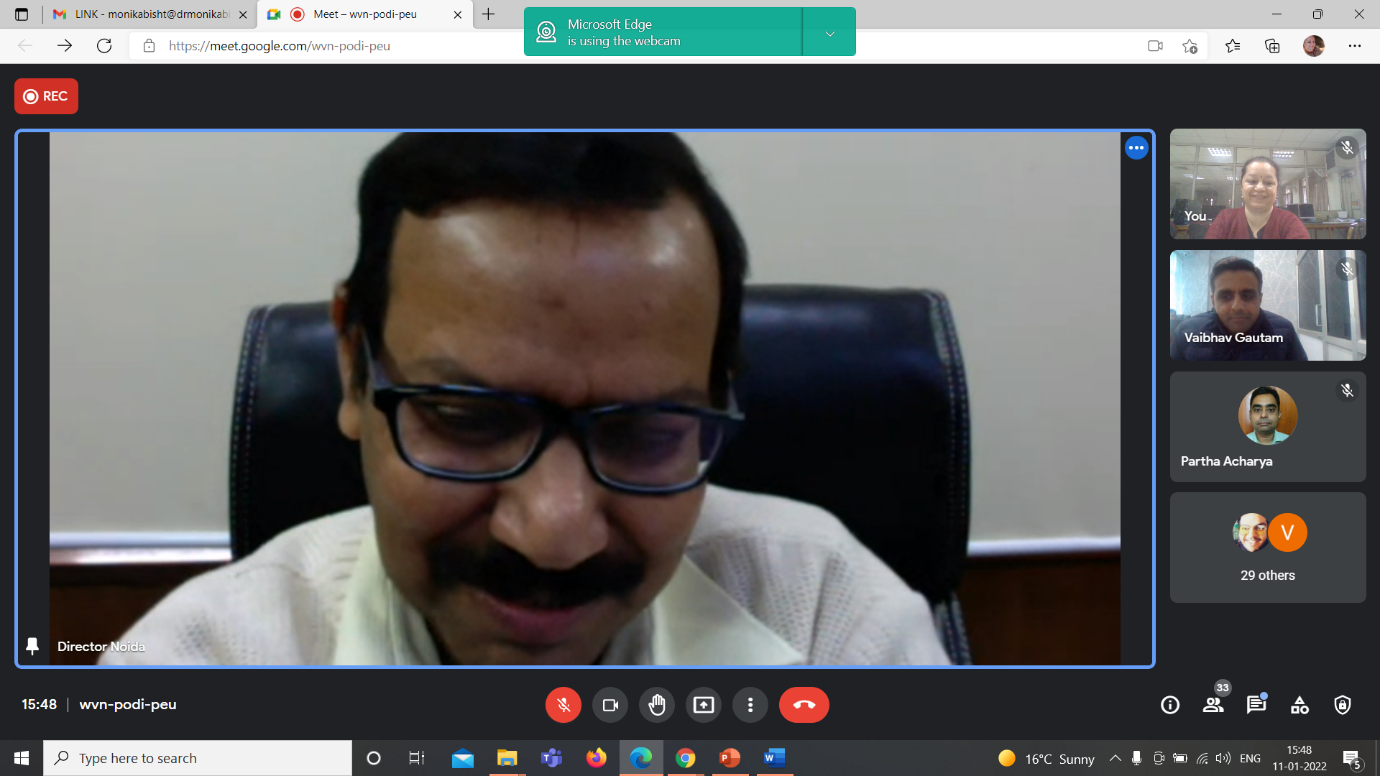 LINK - monikabisht@drmonikabi
Meet – wvn-podi-peu
Microsoft Edge
is using the webcam
https://meet.google.com/wvn-podi-peu
REC
You
Vaibhav Gautam
Partha Acharya
V
29 others
Director Noida
15:48 | wvn-podi-peu
33
Type here to search
16°C Sunny
ENG
15:48
11-01-2022
5